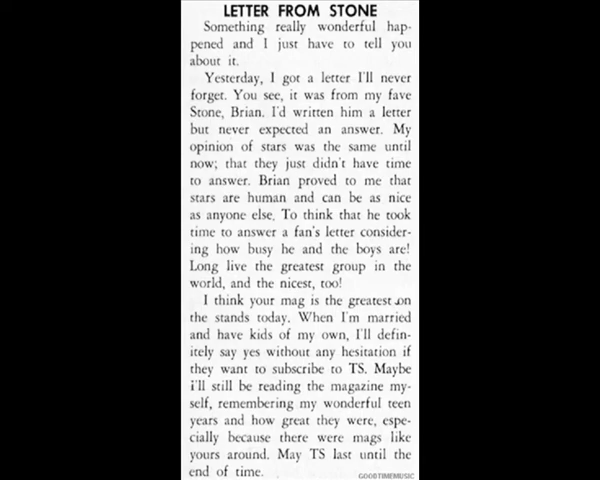 LETTER FROM STONE
Something really wonderful hap-
pened and I just have to tell you
about it.
Yesterday, I got a letter I'll never
forget. You see, it was from my fave
Stone, Brian. I'd written him a letter
but never expected an answer. My
opinion of stars was the same until
now; that they just didn't have time
to answer. Brian proved to me that
stars are human and can be as nice
as anyone else. To think that he took
time to answer a fan's letter consider-
ing how busy he and the boys are!
Long live the greatest group in the
world, and the nicest, too!
I think your mag is the greatest on
the stands today. When I'm married
and have kids of my own, I'll defin-
itely say yes without any hesitation if
they want to subscribe to TS. Maybe
i'll still be reading the magazine my-
self, remembering my wonderful teen
years and how great they were, espe-
cially because there were mags like
yours around. May TS last until the
end of time.
GOODTIMEMUSIC